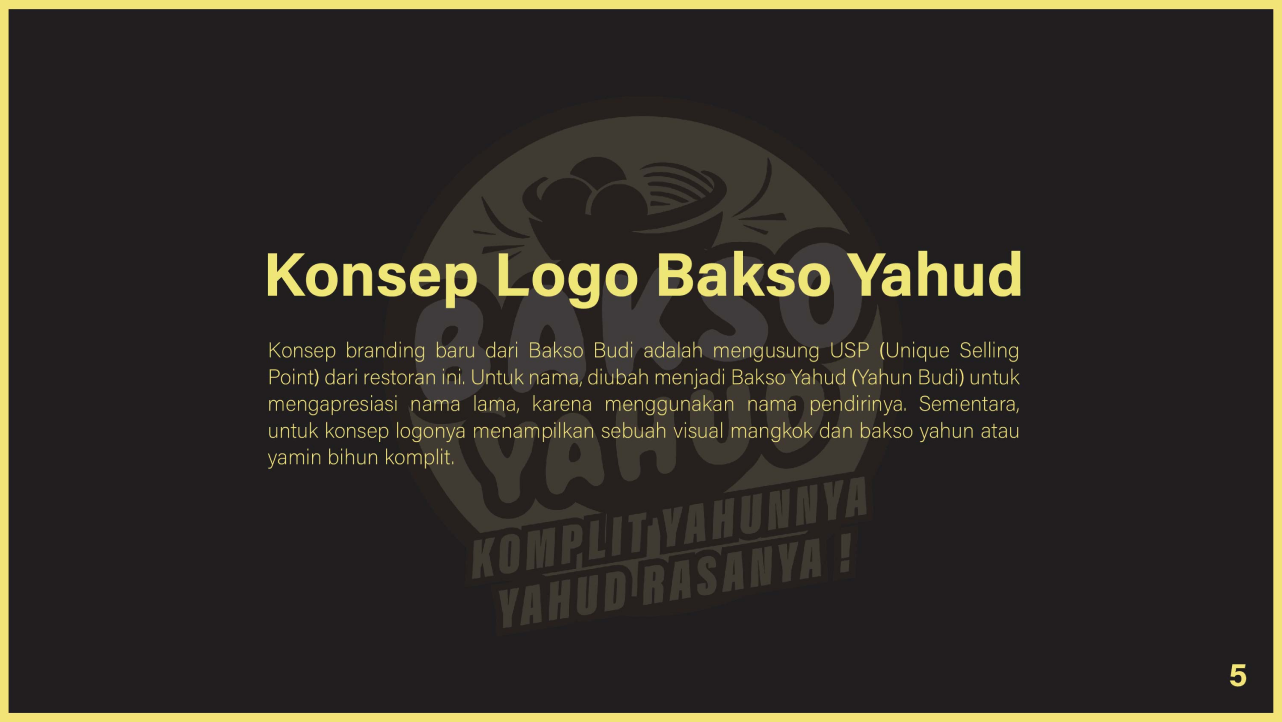 Konsep Logo Bakso Yahud
Konsep branding baru dari Bakso Budi adalah mengusung USP (Unique Selling
Point) dari restoran ini. Untuk nama, diubah menjadi Bakso Yahud (Yahun Budi) untuk
mengapresiasi nama lama, karena menggunakan nama pendirinya. Sementara,
untuk konsep logonya menampilkan sebuah visual mangkok dan bakso yahun atau
yamin bihun komplit.
BAKSO
YAHUD
KOMPLIT YAHUNNYA
YAHUD RASANYA !
5